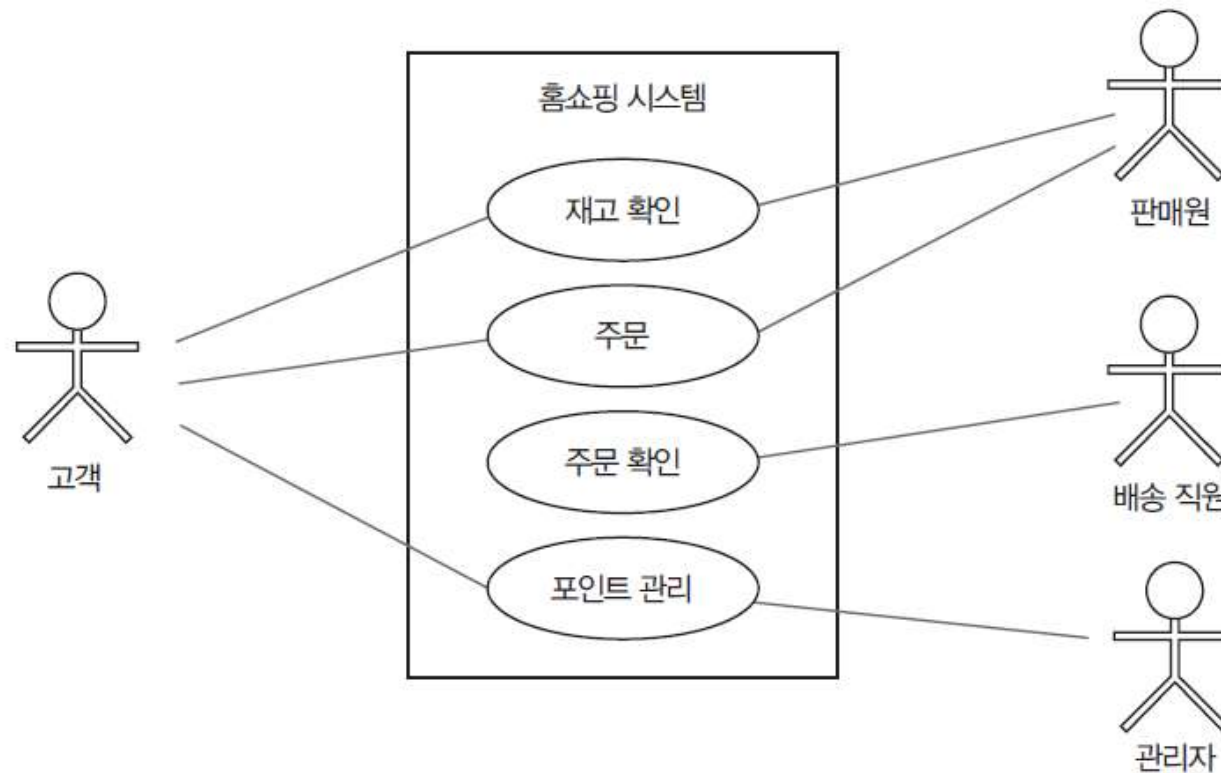 홈쇼핑 시스템
재고 확인
주문
주문 확인
포인트 관리
고객
판매원
배송 직원
관리자